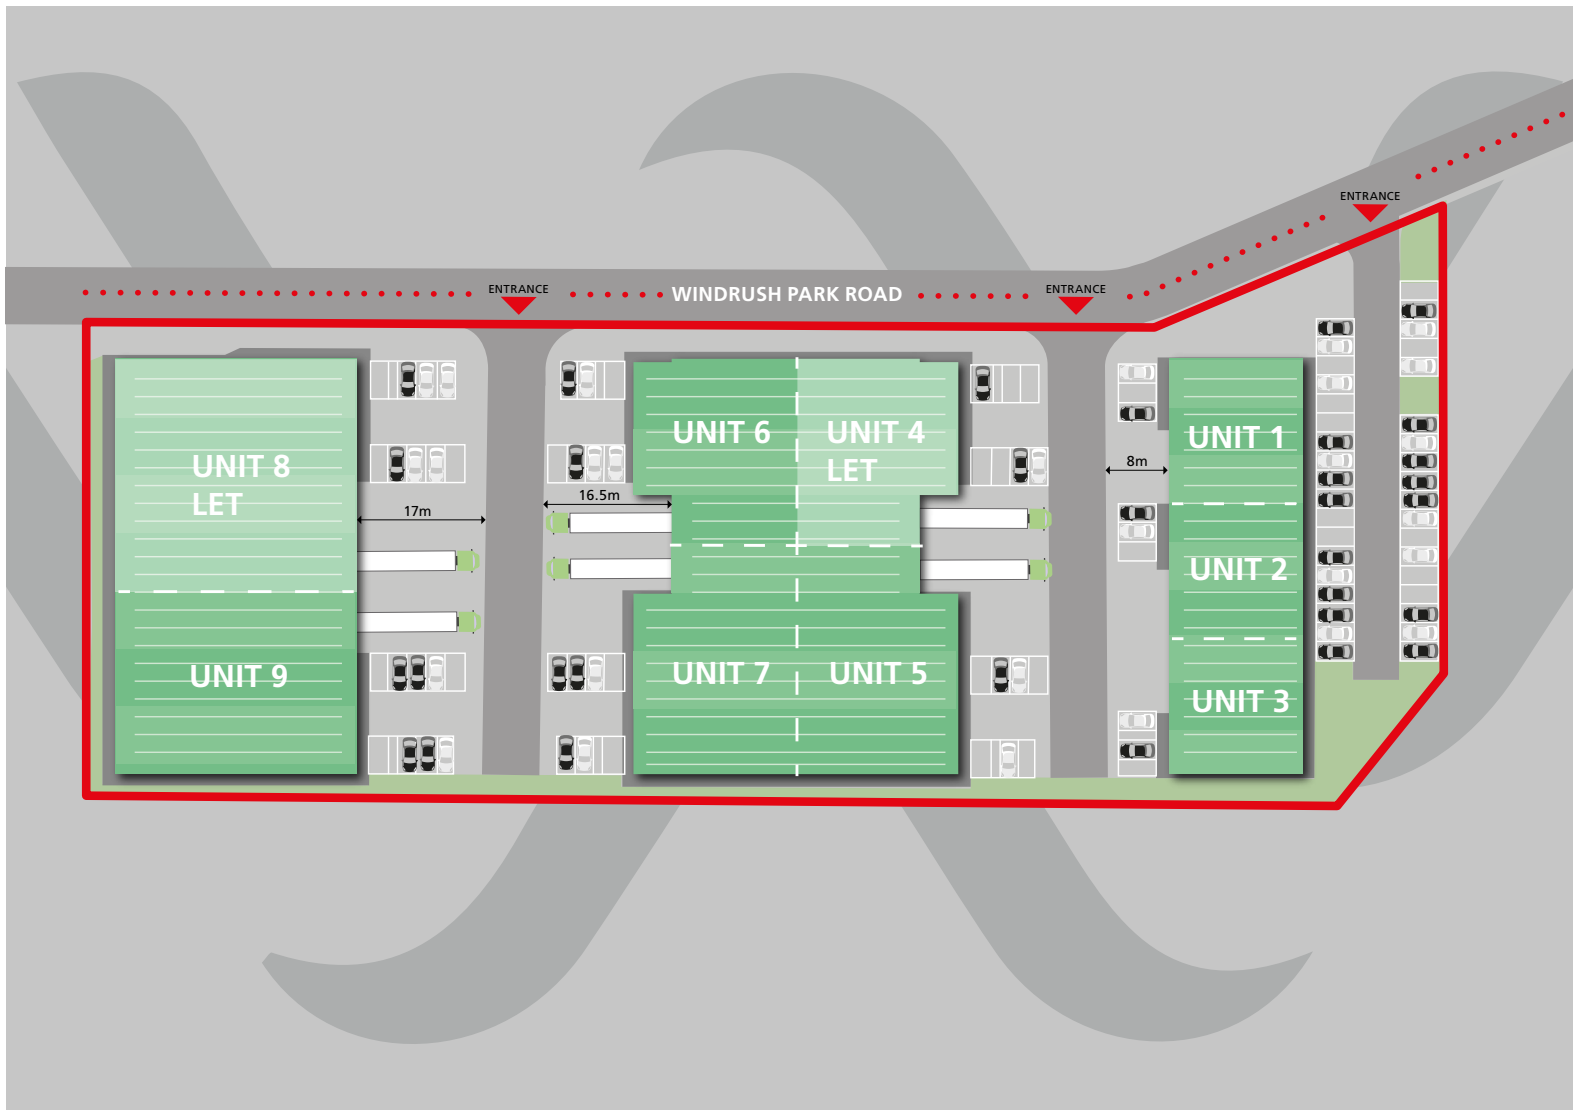 ENTRANCE
ENTRANCE
WINDRUSH PARK ROAD
ENTRANCE
UNIT 8
LET
17m
UNIT 9
16.5m
UNIT 6
UNIT 4
LET
UNIT 7
UNIT 5
8m
UNIT 1
UNIT 2
UNIT 3